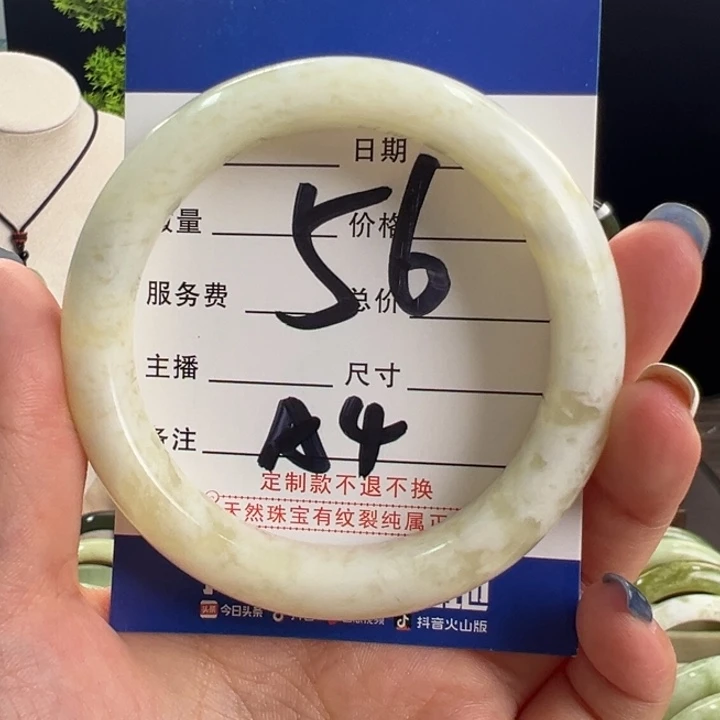 日期
56
量 价格
服务费 总价
主播 尺寸
A4
备注
定制款不退不换
天然珠宝有纹裂纯属正
今日头条 抖音火山版